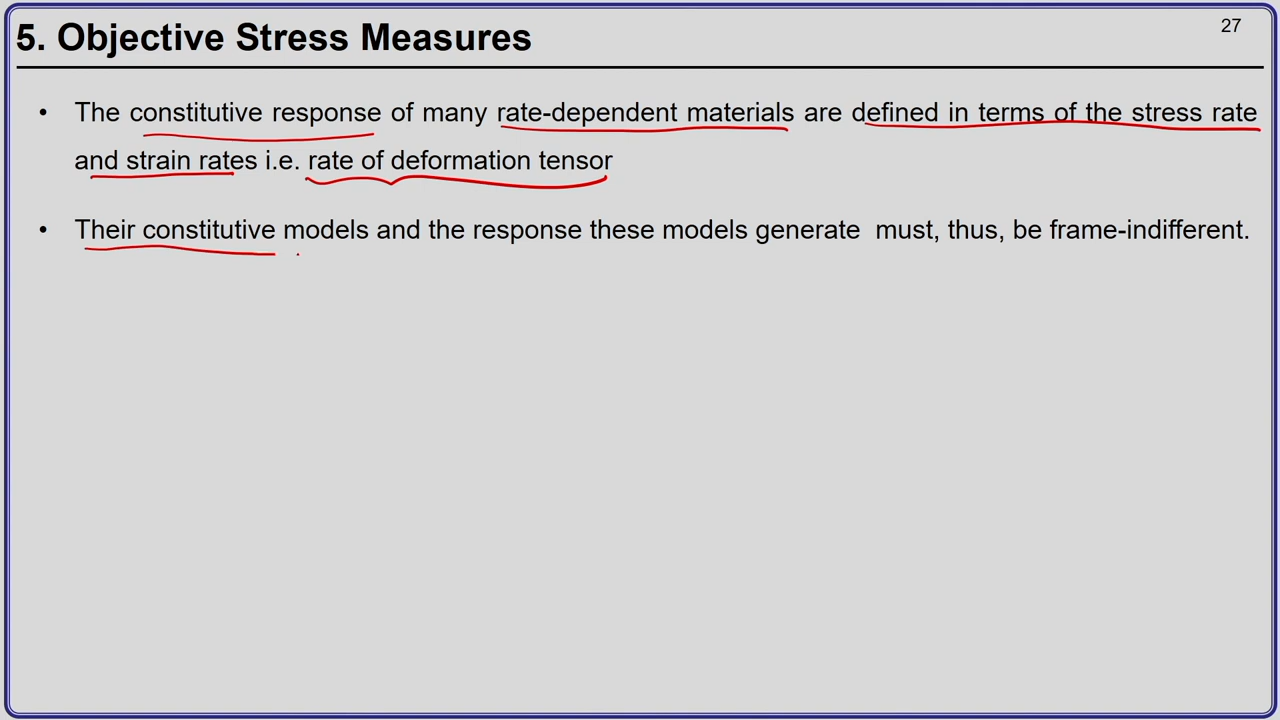 5. Objective Stress Measures
27
• The constitutive response of many rate-dependent materials are defined in terms of the stress rate
and strain rates i.e. rate of deformation tensor
• Their constitutive models and the response these models generate must, thus, be frame-indifferent.